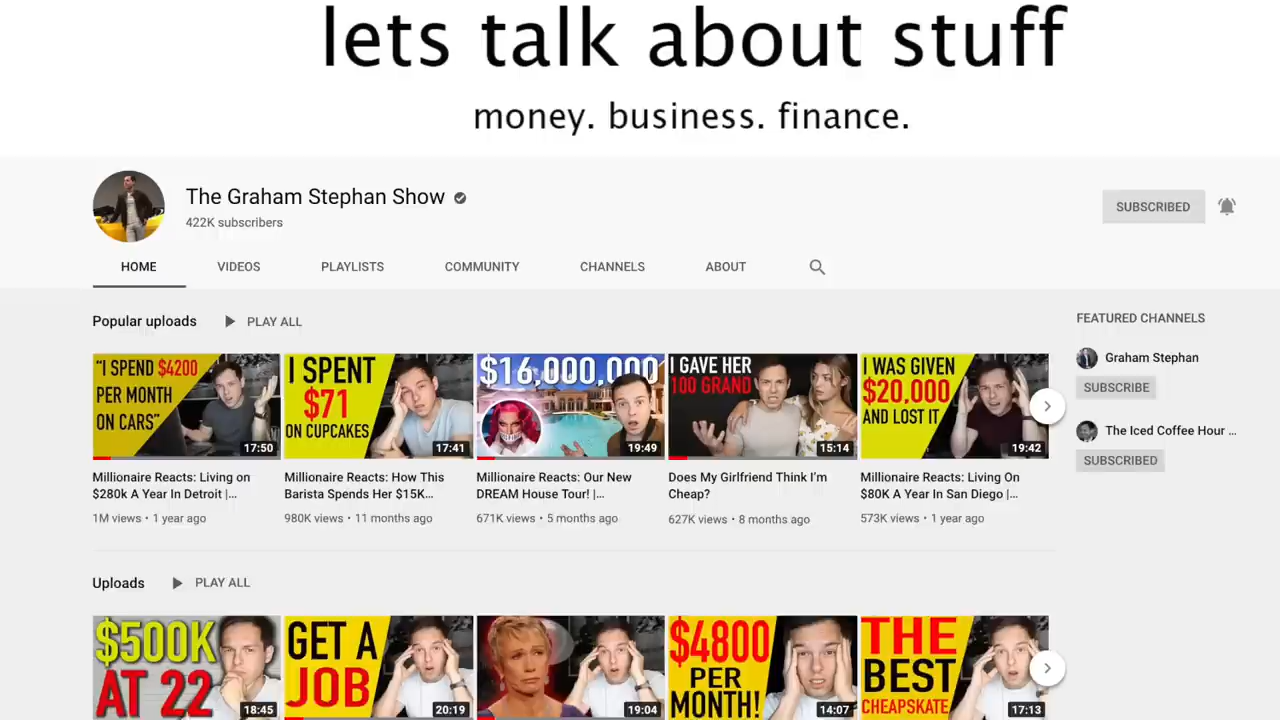 lets talk about stuff
money. business. finance.
The Graham Stephan Show
422K subscribers
SUBSCRIBED
HOME VIDEOS PLAYLISTS COMMUNITY CHANNELS ABOUT
Popular uploads PLAY ALL
FEATURED CHANNELS
Graham Stephan
SUBSCRIBE
The Iced Coffee Hour ...
SUBSCRIBED
"I SPEND $4200
PER MONTH
ON CARS"
17:50
Millionaire Reacts: Living on
$280k A Year In Detroit |...
1M views • 1 year ago
I SPENT
$71
ON CUPCAKES
17:41
Millionaire Reacts: How This
Barista Spends Her $15K...
980K views • 11 months ago
$16,000,000
19:49
Millionaire Reacts: Our New
DREAM House Tour! |...
671K views • 5 months ago
I GAVE HER
100 GRAND
15:14
Does My Girlfriend Think I'm
Cheap?
627K views • 8 months ago
I WAS GIVEN
$20,000
AND LOST IT
19:42
Millionaire Reacts: Living On
$80K A Year In San Diego |...
573K views • 1 year ago
Uploads PLAY ALL
$500K
AT 22
18:45
GET A
JOB
20:19
19:04
$4800
PER
MONTH!
14:07
THE
BEST
CHEAPSKATE
17:13